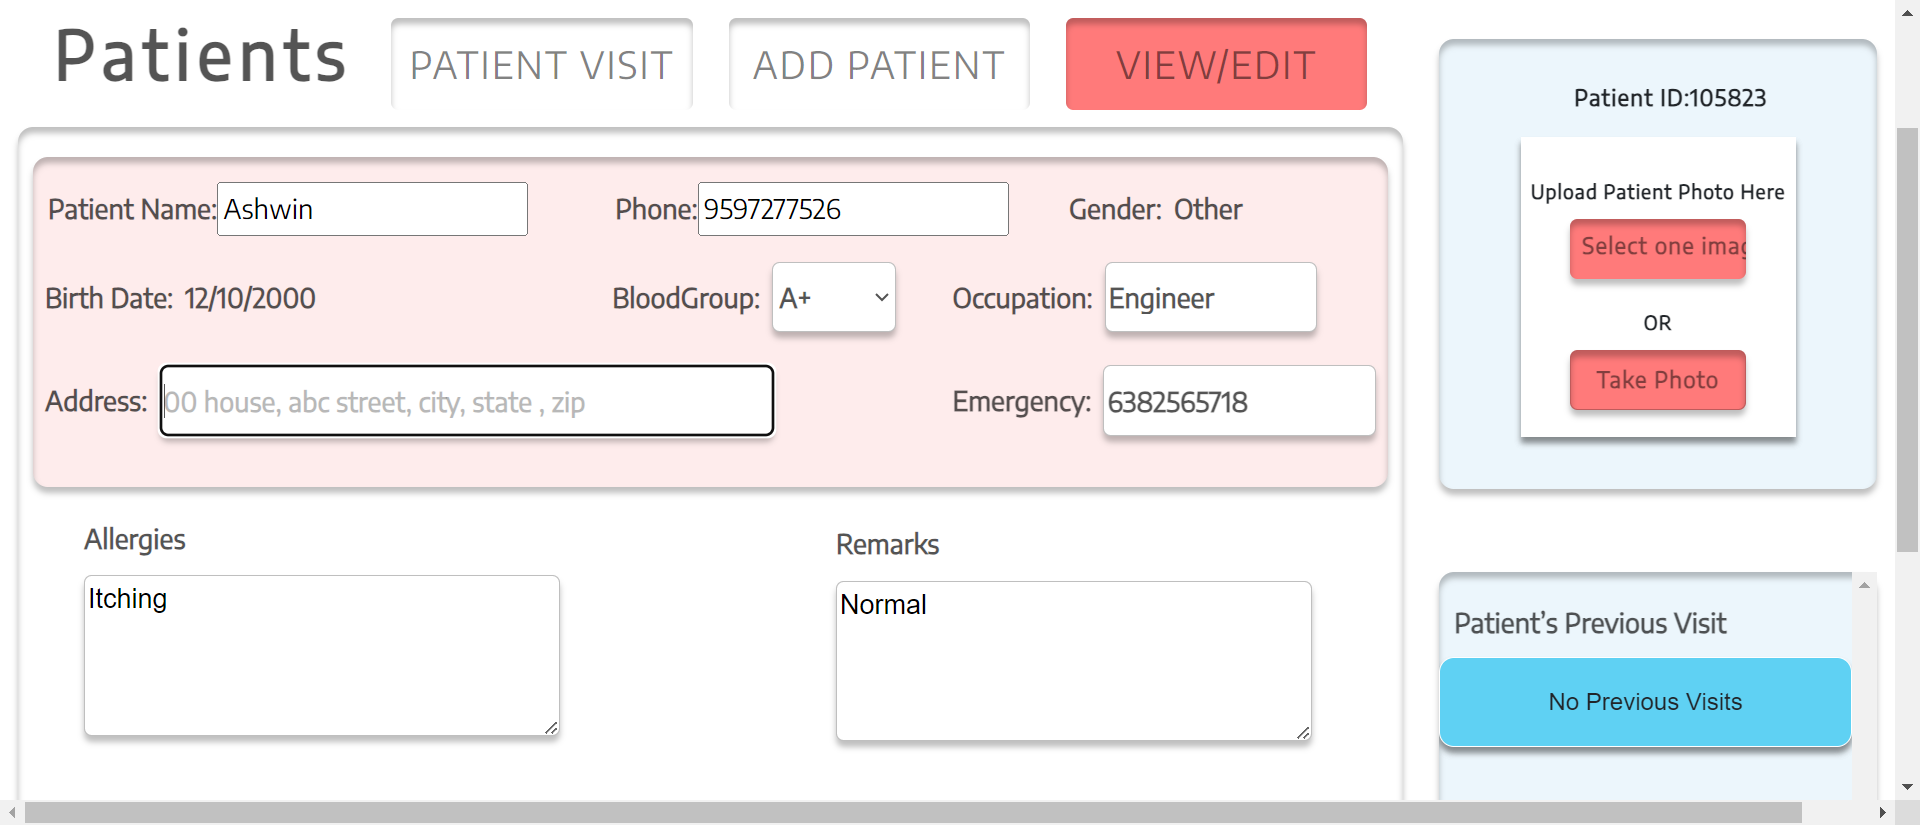 Patients
PATIENT VISIT
ADD PATIENT
VIEW/EDIT
Patient Name: Ashwin
Phone: 9597277526
Gender: Other
Birth Date: 12/10/2000
BloodGroup: A+
Occupation: Engineer
Address: 00 house, abc street, city, state , zip
Emergency: 6382565718
Allergies
Itching
Remarks
Normal
Patient ID:105823
Upload Patient Photo Here
Select one imag
OR
Take Photo
Patient’s Previous Visit
No Previous Visits